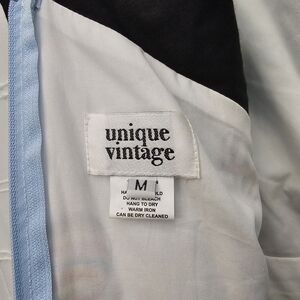 unique
vintage
M
DO NOT BLEACH
HANG TO DRY
WARM IRON
CAN BE DRY CLEANED